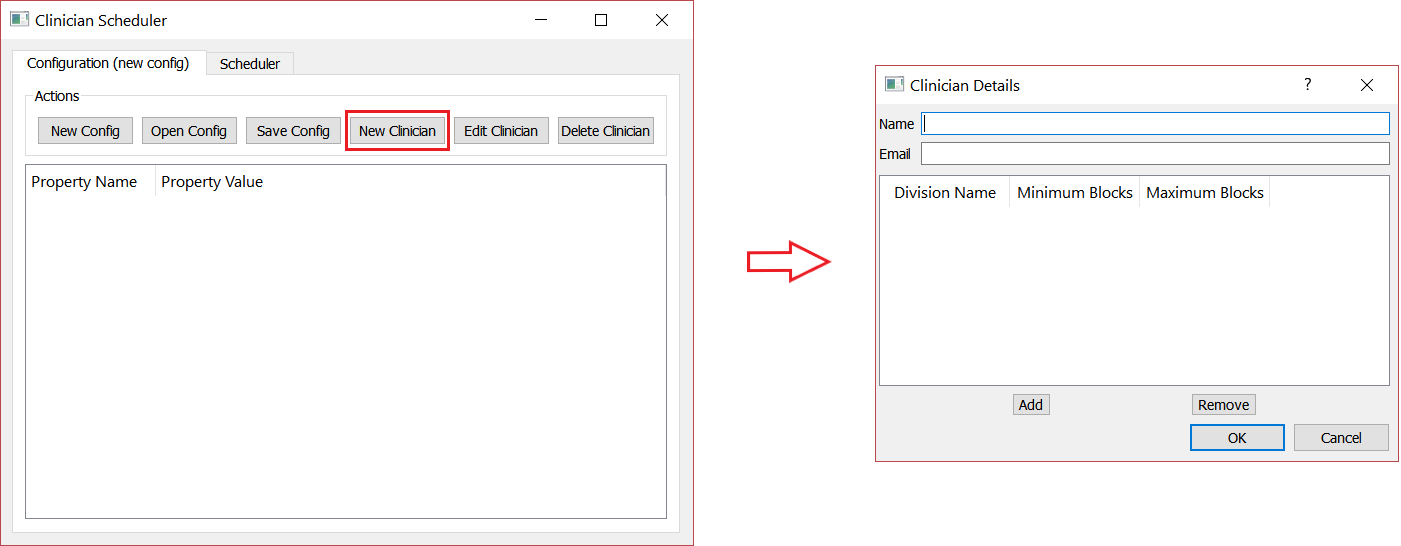 Clinician Scheduler
Configuration (new config) Scheduler
Actions
New Config Open Config Save Config New Clinician Edit Clinician Delete Clinician
Property Name Property Value
Clinician Details
?
Name
Email
Division Name Minimum Blocks Maximum Blocks
Add Remove
OK Cancel